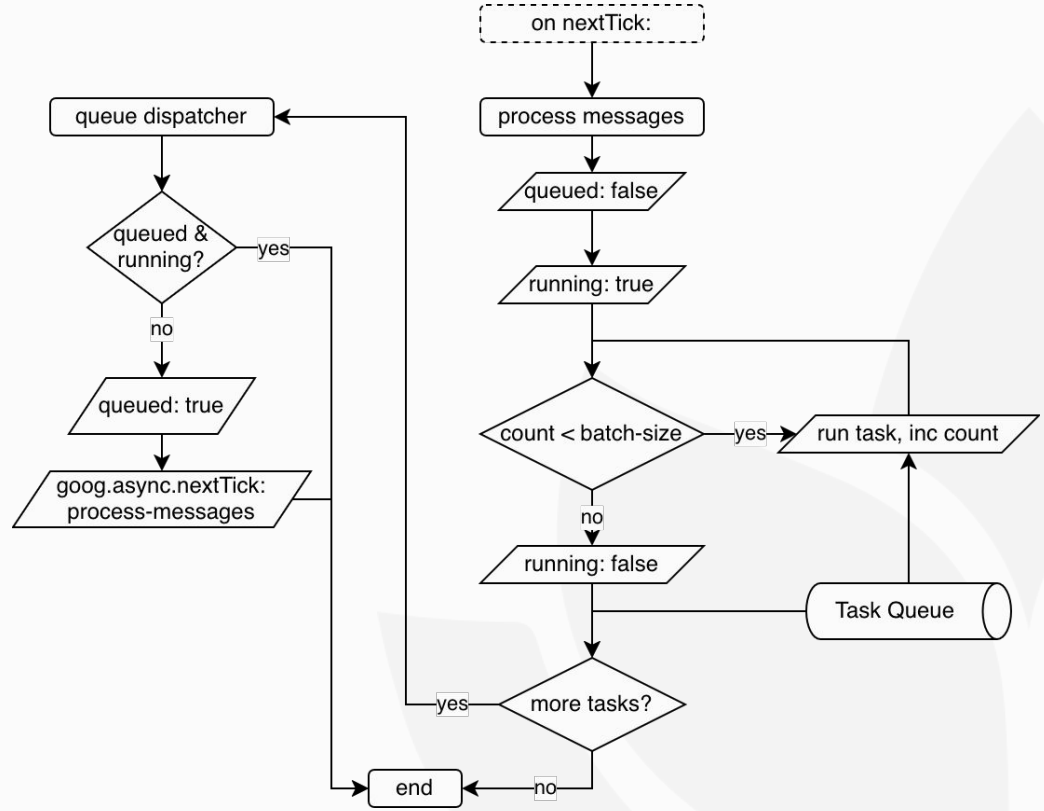 on nextTick:
queue dispatcher
process messages
queued: false
queued &
running?
yes
running: true
no
queued: true
count < batch-size
yes
run task, inc count
goog.async.nextTick:
process-messages
no
running: false
Task Queue
more tasks?
yes
end
no